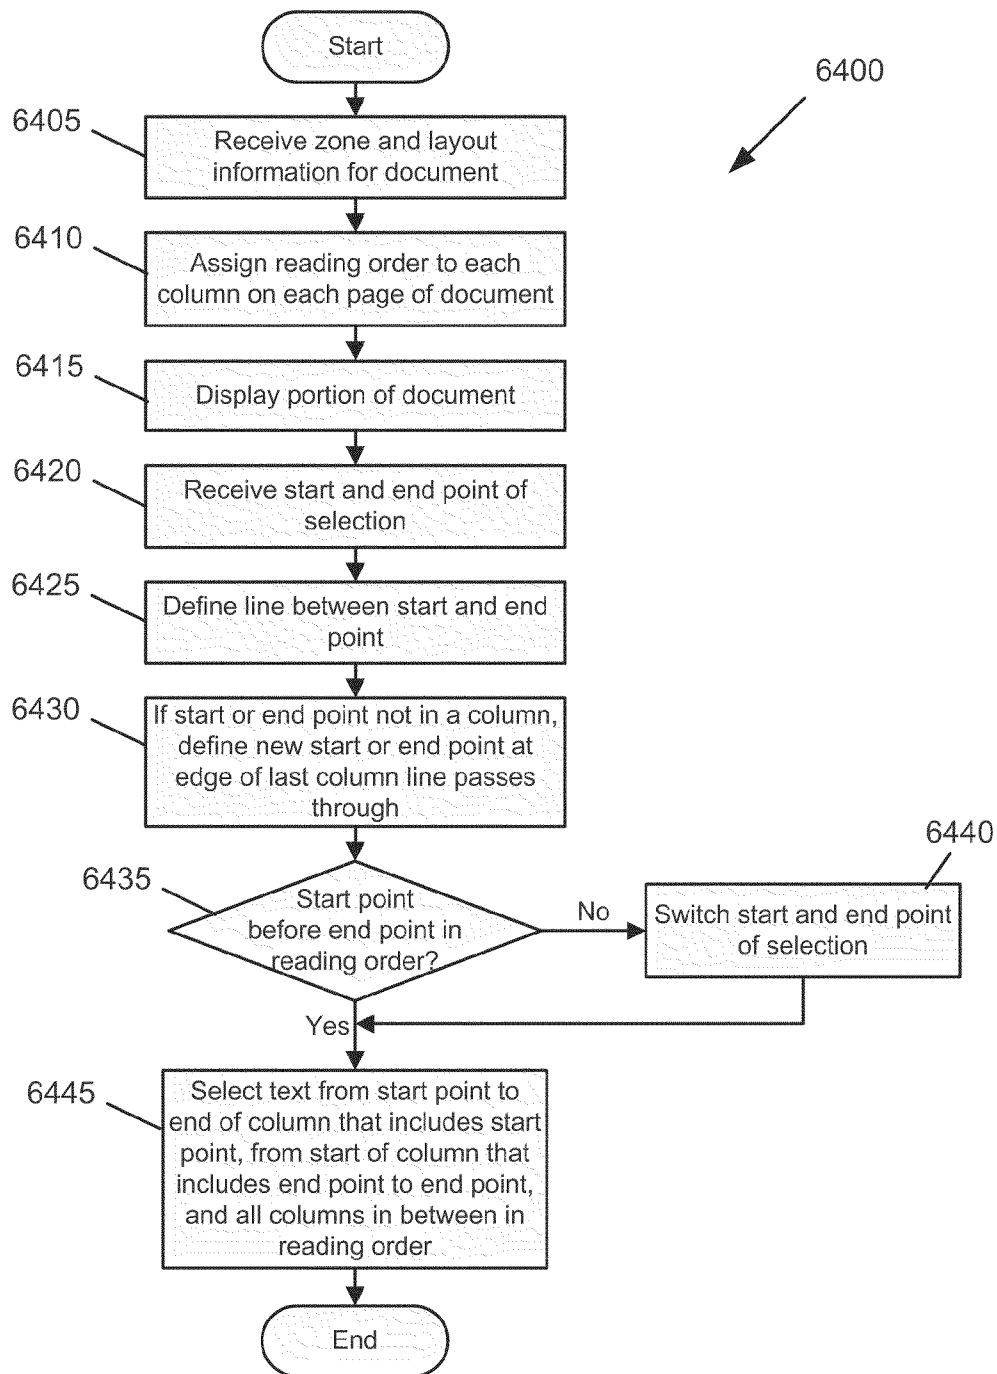 Start
6400
6405
Receive zone and layout
information for document
6410
Assign reading order to each
column on each page of document
6415
Display portion of document
6420
Receive start and end point of
selection
6425
Define line between start and end
point
6430
If start or end point not in a column,
define new start or end point at
edge of last column line passes
through
6435
Start point
before end point in
reading order?
No
6440
Switch start and end point
of selection
Yes
6445
Select text from start point to
end of column that includes start
point, from start of column that
includes end point to end point,
and all columns in between in
reading order
End